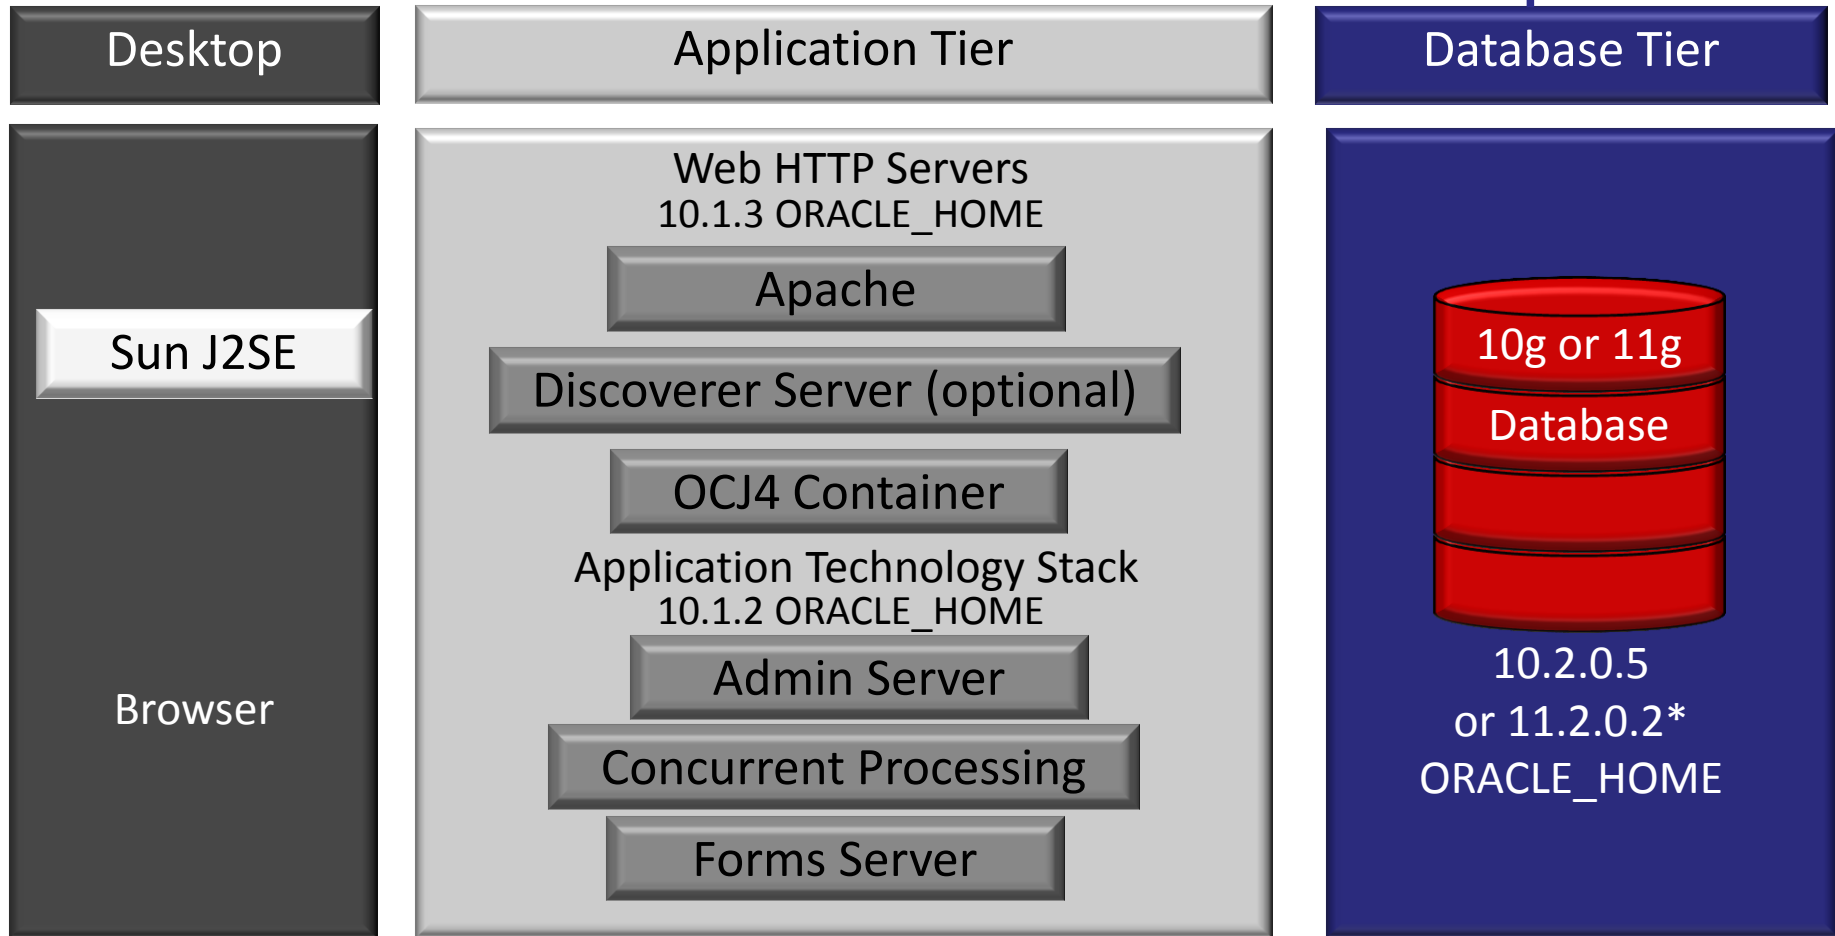 Desktop
Application Tier
Database Tier
Sun J2SE
Browser
Web HTTP Servers
10.1.3 ORACLE_HOME
Apache
Discoverer Server (optional)
OCJ4 Container
Application Technology Stack
10.1.2 ORACLE_HOME
Admin Server
Concurrent Processing
Forms Server
10g or 11g
Database
10.2.0.5
or 11.2.0.2*
ORACLE_HOME